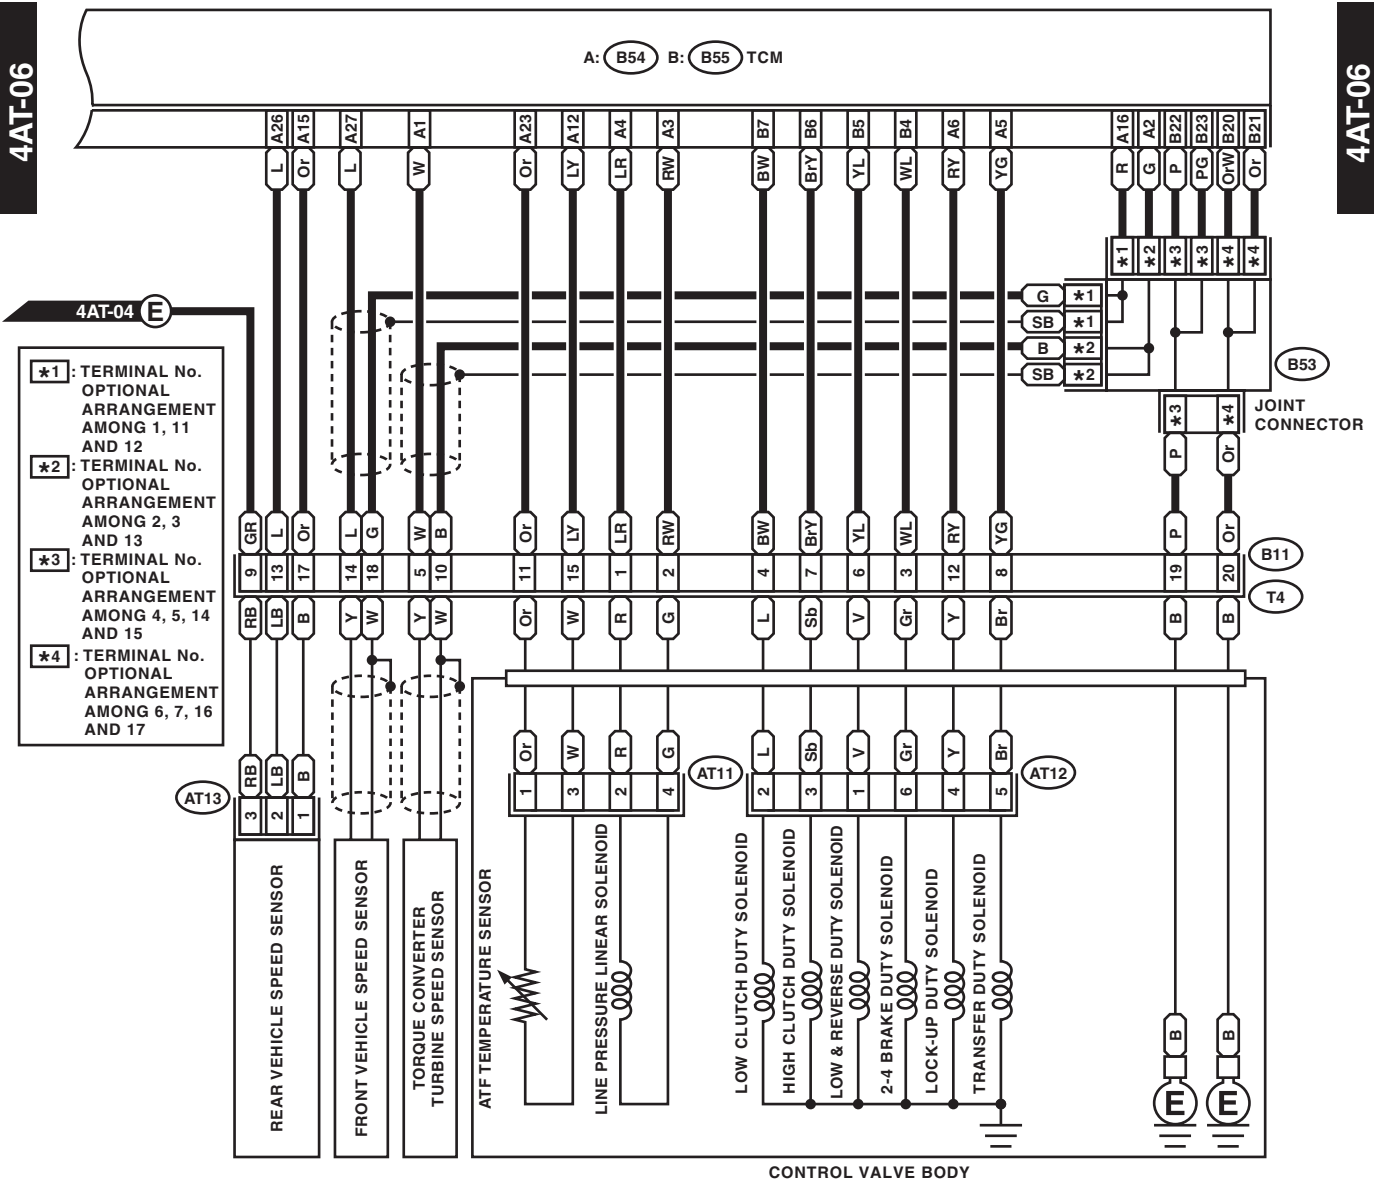 4AT-06
4AT-06
A: B54 B: B55 TCM
A26 A15 A27 A1 A23 A12 A4 A3 B7 B6 B5 B4 A6 A5 A16 A2 B22 B23 B20 B21
L Or L W Or LY LR RW BW BrY YL WL RY YG R G P PG OrW Or
*1 *2 *3 *3 *4 *4
4AT-04 E
G *1
SB *1
B *2
SB *2
B53
*3 *4
JOINT
CONNECTOR
P Or
*1 : TERMINAL No.
OPTIONAL
ARRANGEMENT
AMONG 1, 11
AND 12
*2 : TERMINAL No.
OPTIONAL
ARRANGEMENT
AMONG 2, 3
AND 13
*3 : TERMINAL No.
OPTIONAL
ARRANGEMENT
AMONG 4, 5, 14
AND 15
*4 : TERMINAL No.
OPTIONAL
ARRANGEMENT
AMONG 6, 7, 16
AND 17
GR L Or L G W B Or LY LR RW BW BrY YL WL RY YG P Or
9 13 17 14 18 5 10 11 15 1 2 4 7 6 3 12 8 19 20
B11
T4
RB LB B Y W Y W Or W R G L Sb V Gr Y Br B B
Or W R G L Sb V Gr Y Br
1 3 2 4 AT11 2 3 1 6 4 5 AT12
RB LB B
AT13
3 2 1
REAR VEHICLE SPEED SENSOR
FRONT VEHICLE SPEED SENSOR
TORQUE CONVERTER
TURBINE SPEED SENSOR
ATF TEMPERATURE SENSOR
LINE PRESSURE LINEAR SOLENOID
LOW CLUTCH DUTY SOLENOID
HIGH CLUTCH DUTY SOLENOID
LOW & REVERSE DUTY SOLENOID
2-4 BRAKE DUTY SOLENOID
LOCK-UP DUTY SOLENOID
TRANSFER DUTY SOLENOID
B B
E E
CONTROL VALVE BODY